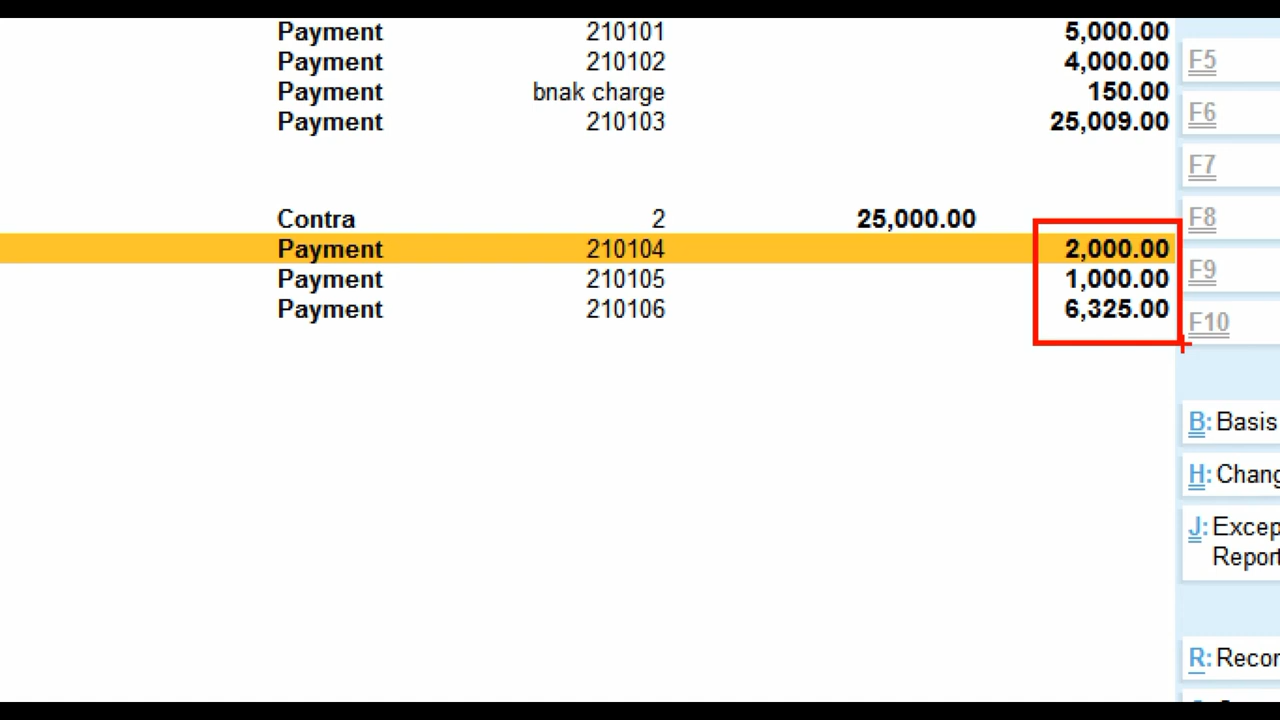 Payment 210101 5,000.00
Payment 210102 4,000.00
Payment bnak charge 150.00
Payment 210103 25,009.00
Contra 2 25,000.00
Payment 210104 2,000.00
Payment 210105 1,000.00
Payment 210106 6,325.00
F5
F6
F7
F8
F9
F10
B: Basis
H: Chang
J: Excep
Report
R: Recon